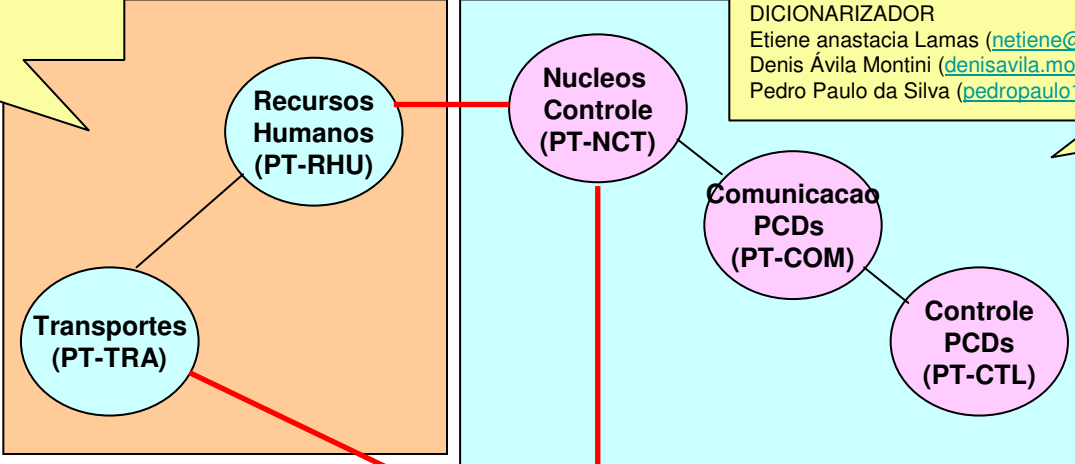 DICIONARIZADOR
Etiene anastacia Lamas (netiene@
Denis Ávila Montini (denisavila.mo
Pedro Paulo da Silva (pedropaulo
Recursos
Humanos
(PT-RHU)
Nucleos
Controle
(PT-NCT)
Comunicacao
PCDs
(PT-COM)
Transportes
(PT-TRA)
Controle
PCDs
(PT-CTL)